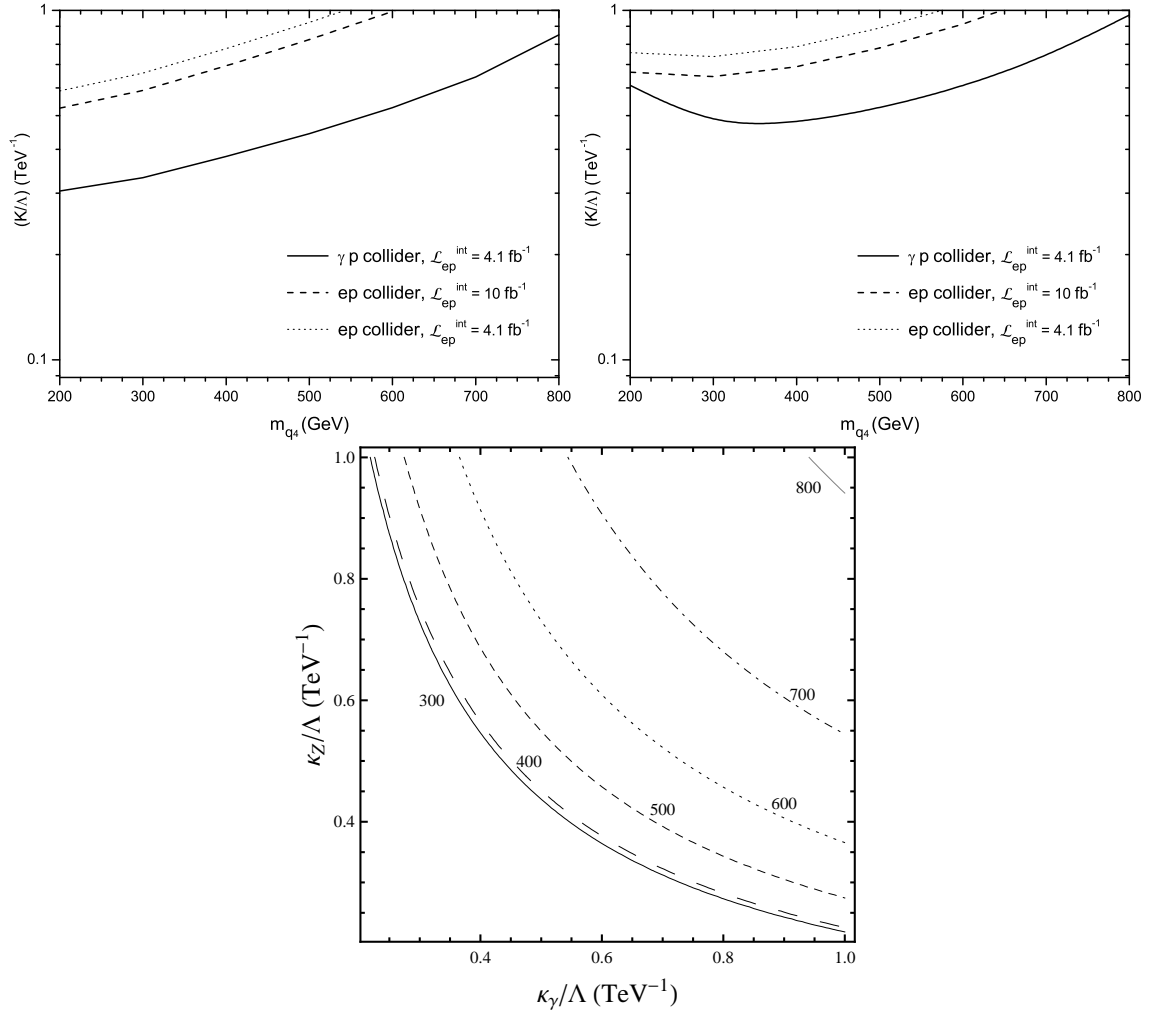 1
(K/Λ) (TeV⁻¹)
0.1
200 300 400 500 600 700 800
m_q4 (GeV)
γ p collider, ℒ_ep^int = 4.1 fb⁻¹
ep collider, ℒ_ep^int = 10 fb⁻¹
ep collider, ℒ_ep^int = 4.1 fb⁻¹
1
(K/Λ) (TeV⁻¹)
0.1
200 300 400 500 600 700 800
m_q4 (GeV)
γ p collider, ℒ_ep^int = 4.1 fb⁻¹
ep collider, ℒ_ep^int = 10 fb⁻¹
ep collider, ℒ_ep^int = 4.1 fb⁻¹
1.0
0.8
0.6
0.4
κ_Z/Λ (TeV⁻¹)
800
700
300
400
500
600
0.4 0.6 0.8 1.0
κ_γ/Λ (TeV⁻¹)